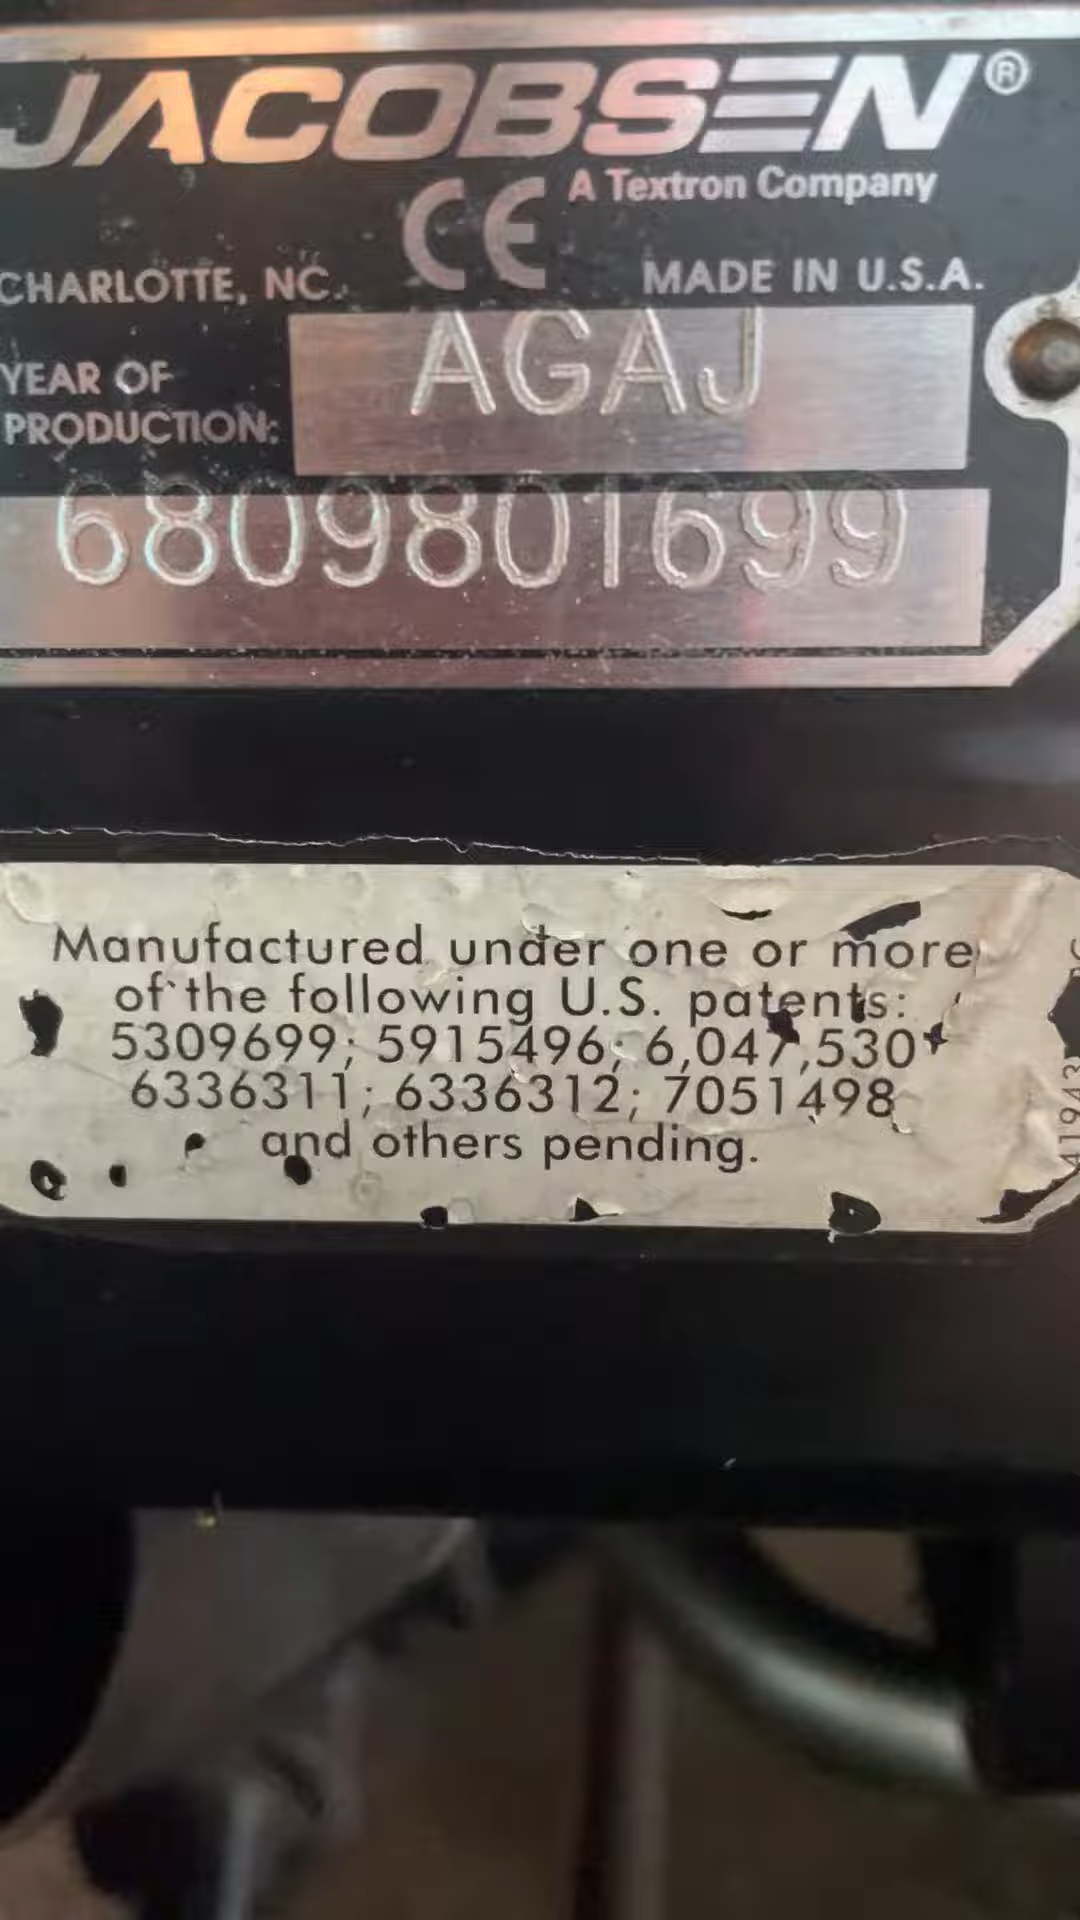 JACOBSEN®
A Textron Company
CE
CHARLOTTE, NC.
MADE IN U.S.A.
YEAR OF
PRODUCTION:
AGAJ
6809801699
Manufactured under one or more
of the following U.S. patents:
5309699; 5915496; 6,047,530
6336311; 6336312; 7051498
and others pending.